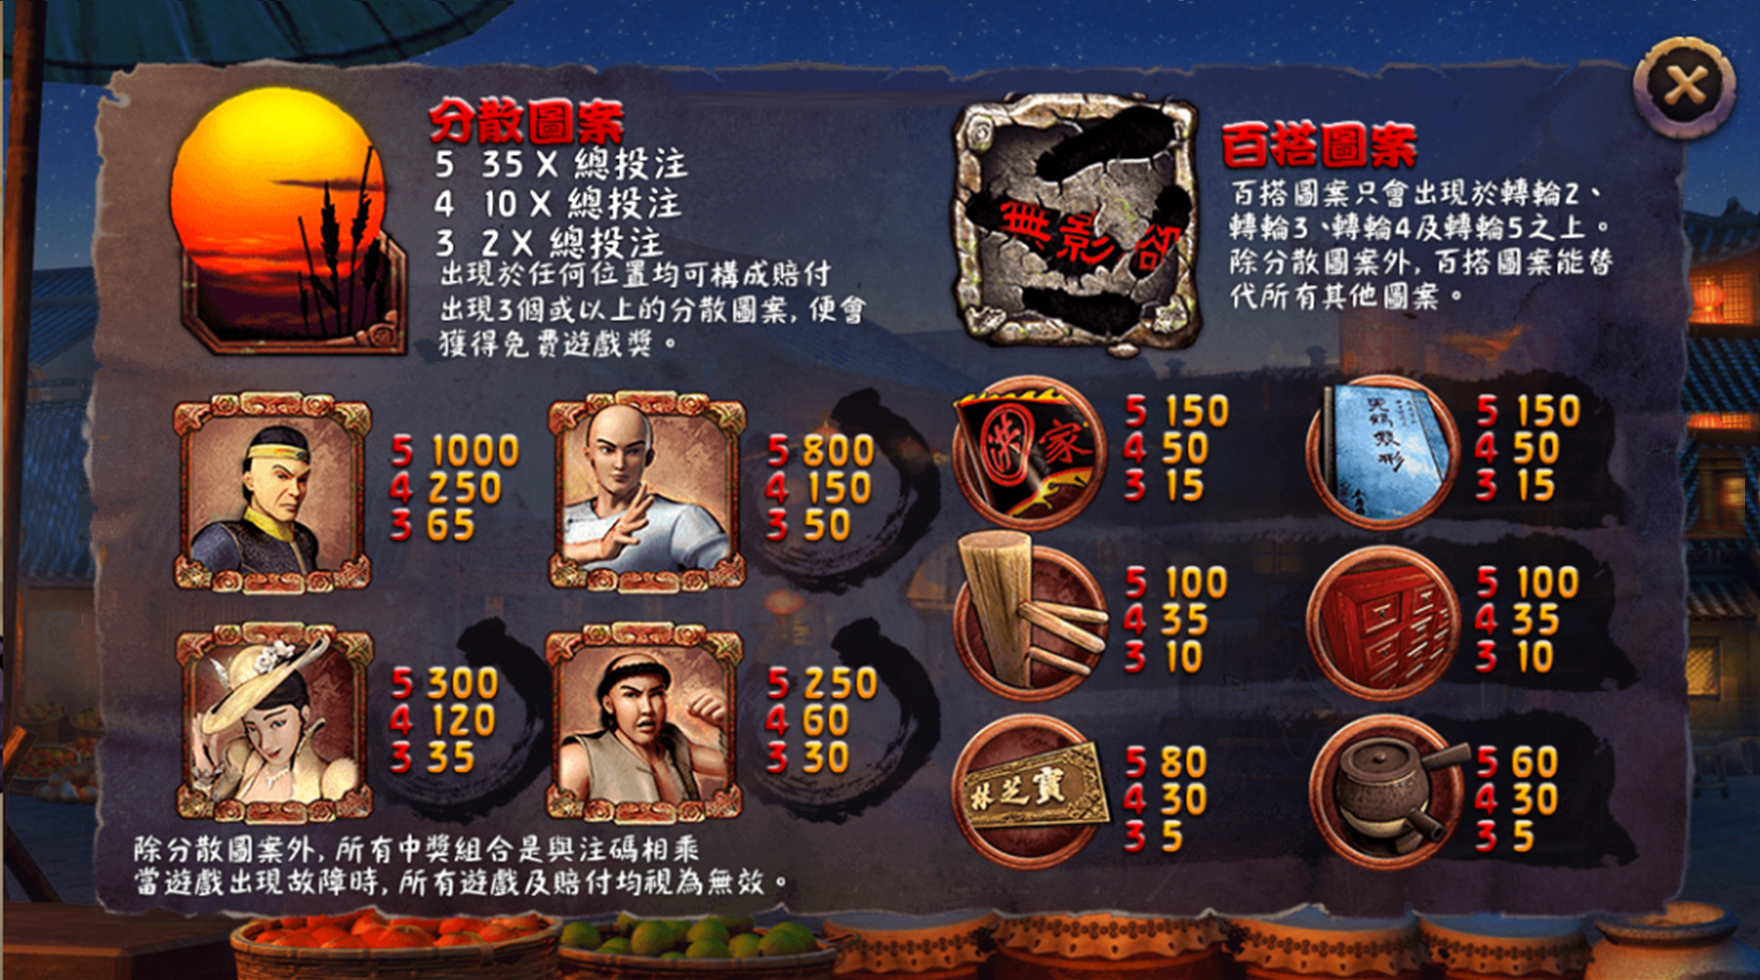 分散圖案
5 35 X 總投注
4 10 X 總投注
3 2 X 總投注
出現於任何位置均可構成賠付
出現3個或以上的分散圖案, 便會
獲得免費遊戲獎。
無影
百搭圖案
百搭圖案只會出現於轉輪2、
轉輪3、轉輪4及轉輪5之上。
除分散圖案外, 百搭圖案能替
代所有其他圖案。
5 1000
4 250
3 65
5 800
4 150
3 50
洪家
5 150
4 50
3 15
5 150
4 50
3 15
5 300
4 120
3 35
5 250
4 60
3 30
5 100
4 35
3 10
5 100
4 35
3 10
林芝寶
5 80
4 30
3 5
5 60
4 30
3 5
除分散圖案外, 所有中獎組合是與注碼相乘
當遊戲出現故障時, 所有遊戲及賠付均視為無效。